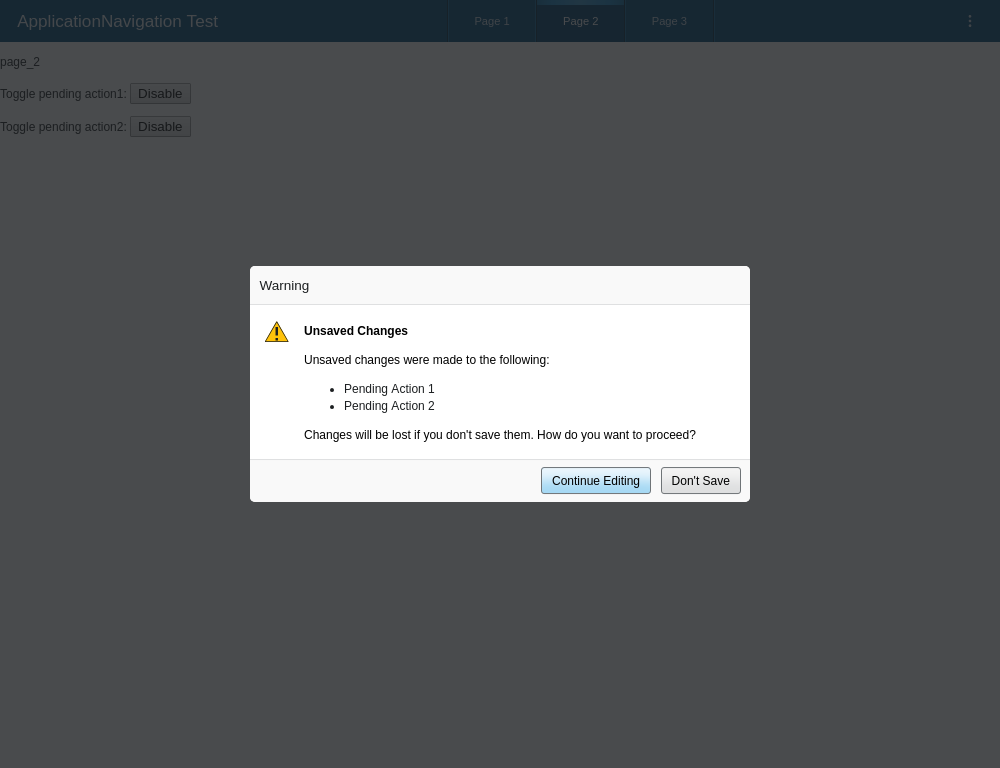 ApplicationNavigation Test
Page 1
Page 2
Page 3
page_2
Toggle pending action1: Disable
Toggle pending action2: Disable
Warning
Unsaved Changes
Unsaved changes were made to the following:
• Pending Action 1
• Pending Action 2
Changes will be lost if you don't save them. How do you want to proceed?
Continue Editing
Don't Save